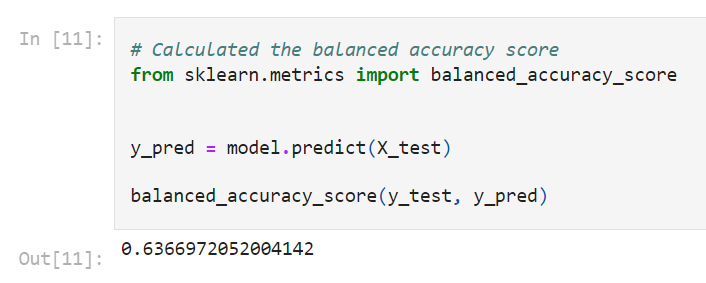 In [11]:
# Calculated the balanced accuracy score
from sklearn.metrics import balanced_accuracy_score
y_pred = model.predict(X_test)
balanced_accuracy_score(y_test, y_pred)
Out[11]:
0.6366972052004142